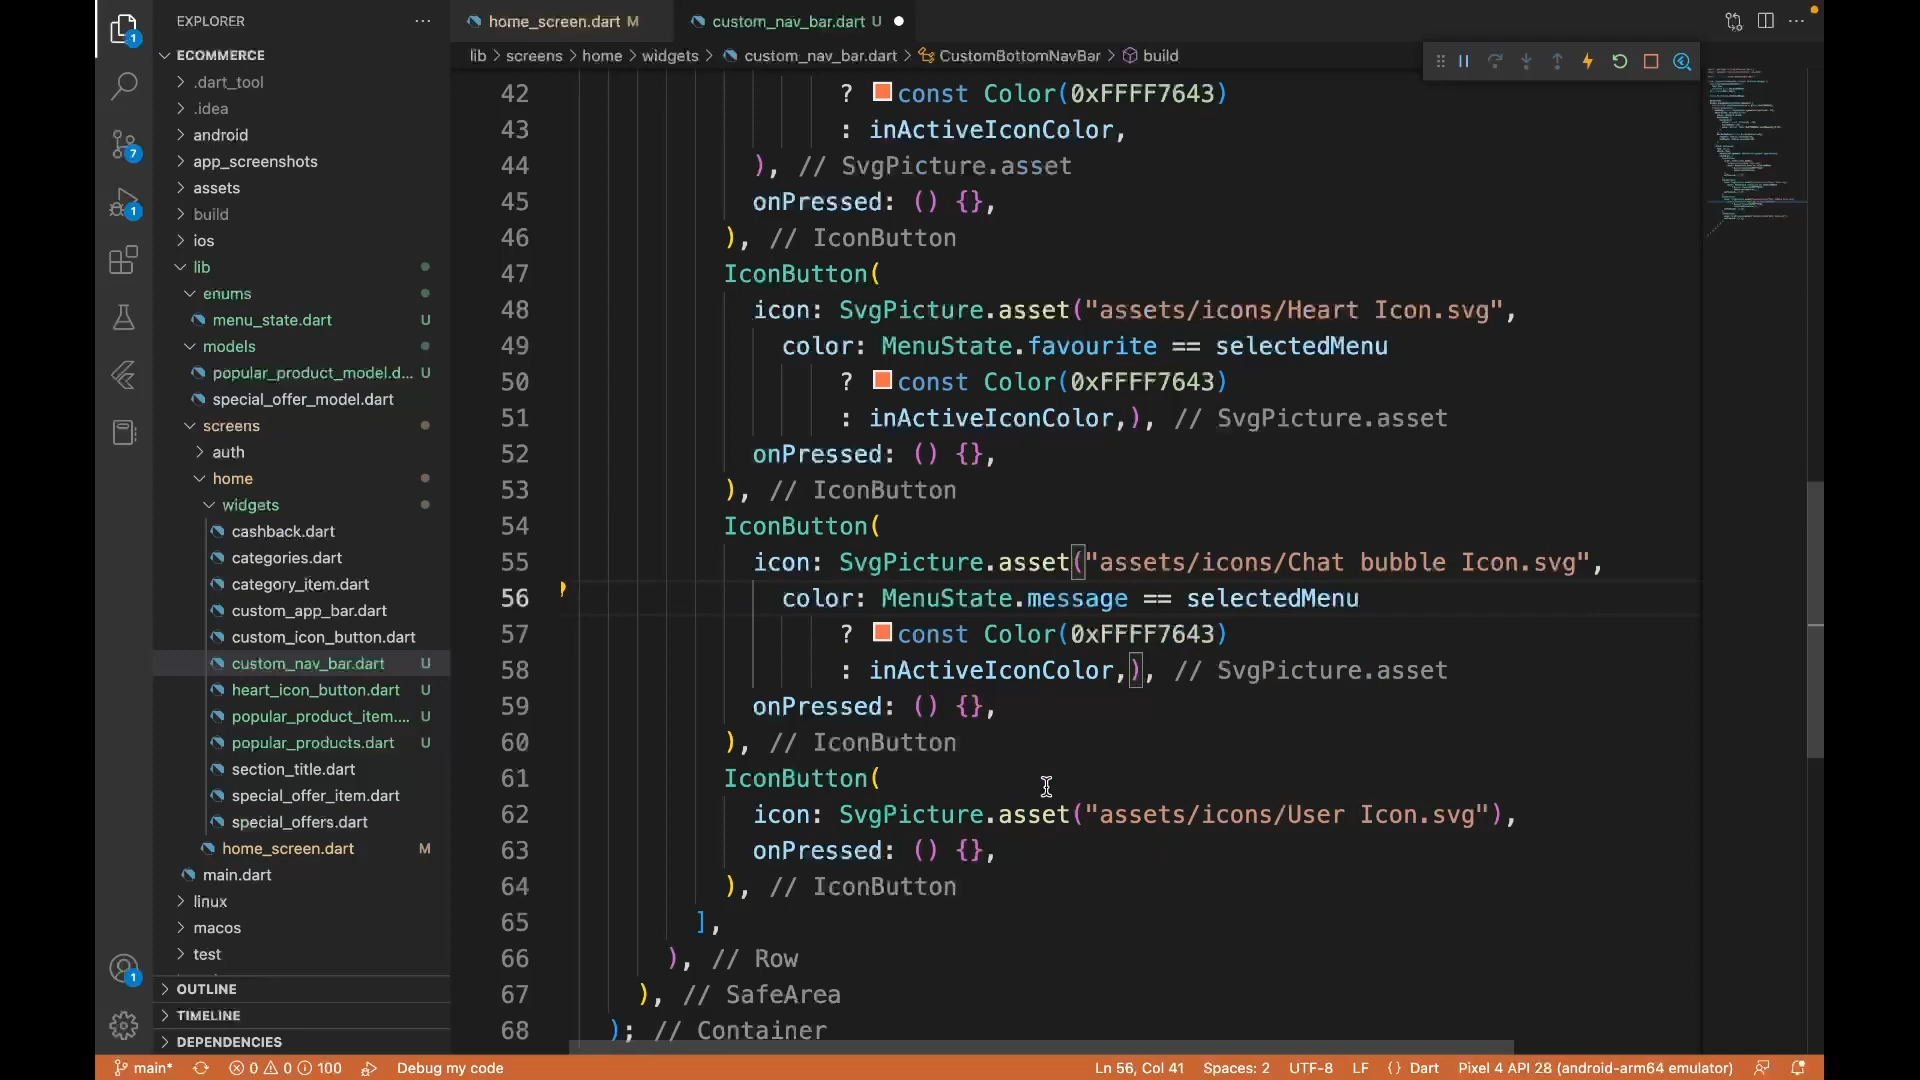 EXPLORER
ECOMMERCE
.dart_tool
.idea
android
app_screenshots
assets
build
ios
lib
enums
menu_state.dart U
models
popular_product_model.d... U
special_offer_model.dart
screens
auth
home
widgets
cashback.dart
categories.dart
category_item.dart
custom_app_bar.dart
custom_icon_button.dart
custom_nav_bar.dart U
heart_icon_button.dart U
popular_product_item.... U
popular_products.dart U
section_title.dart
special_offer_item.dart
special_offers.dart
home_screen.dart M
main.dart
linux
macos
test
OUTLINE
TIMELINE
DEPENDENCIES
1
7
1
1
home_screen.dart M
custom_nav_bar.dart U
lib > screens > home > widgets > custom_nav_bar.dart > CustomBottomNavBar > build
42 ? const Color(0xFFFF7643)
43 : inActiveIconColor,
44 ), // SvgPicture.asset
45 onPressed: () {},
46 ), // IconButton
47 IconButton(
48 icon: SvgPicture.asset("assets/icons/Heart Icon.svg",
49 color: MenuState.favourite == selectedMenu
50 ? const Color(0xFFFF7643)
51 : inActiveIconColor,), // SvgPicture.asset
52 onPressed: () {},
53 ), // IconButton
54 IconButton(
55 icon: SvgPicture.asset("assets/icons/Chat bubble Icon.svg",
56 color: MenuState.message == selectedMenu
57 ? const Color(0xFFFF7643)
58 : inActiveIconColor,), // SvgPicture.asset
59 onPressed: () {},
60 ), // IconButton
61 IconButton(
62 icon: SvgPicture.asset("assets/icons/User Icon.svg"),
63 onPressed: () {},
64 ), // IconButton
65 ],
66 ), // Row
67 ), // SafeArea
68 ); // Container
main* 0 0 100 Debug my code Ln 56, Col 41 Spaces: 2 UTF-8 LF {} Dart Pixel 4 API 28 (android-arm64 emulator)